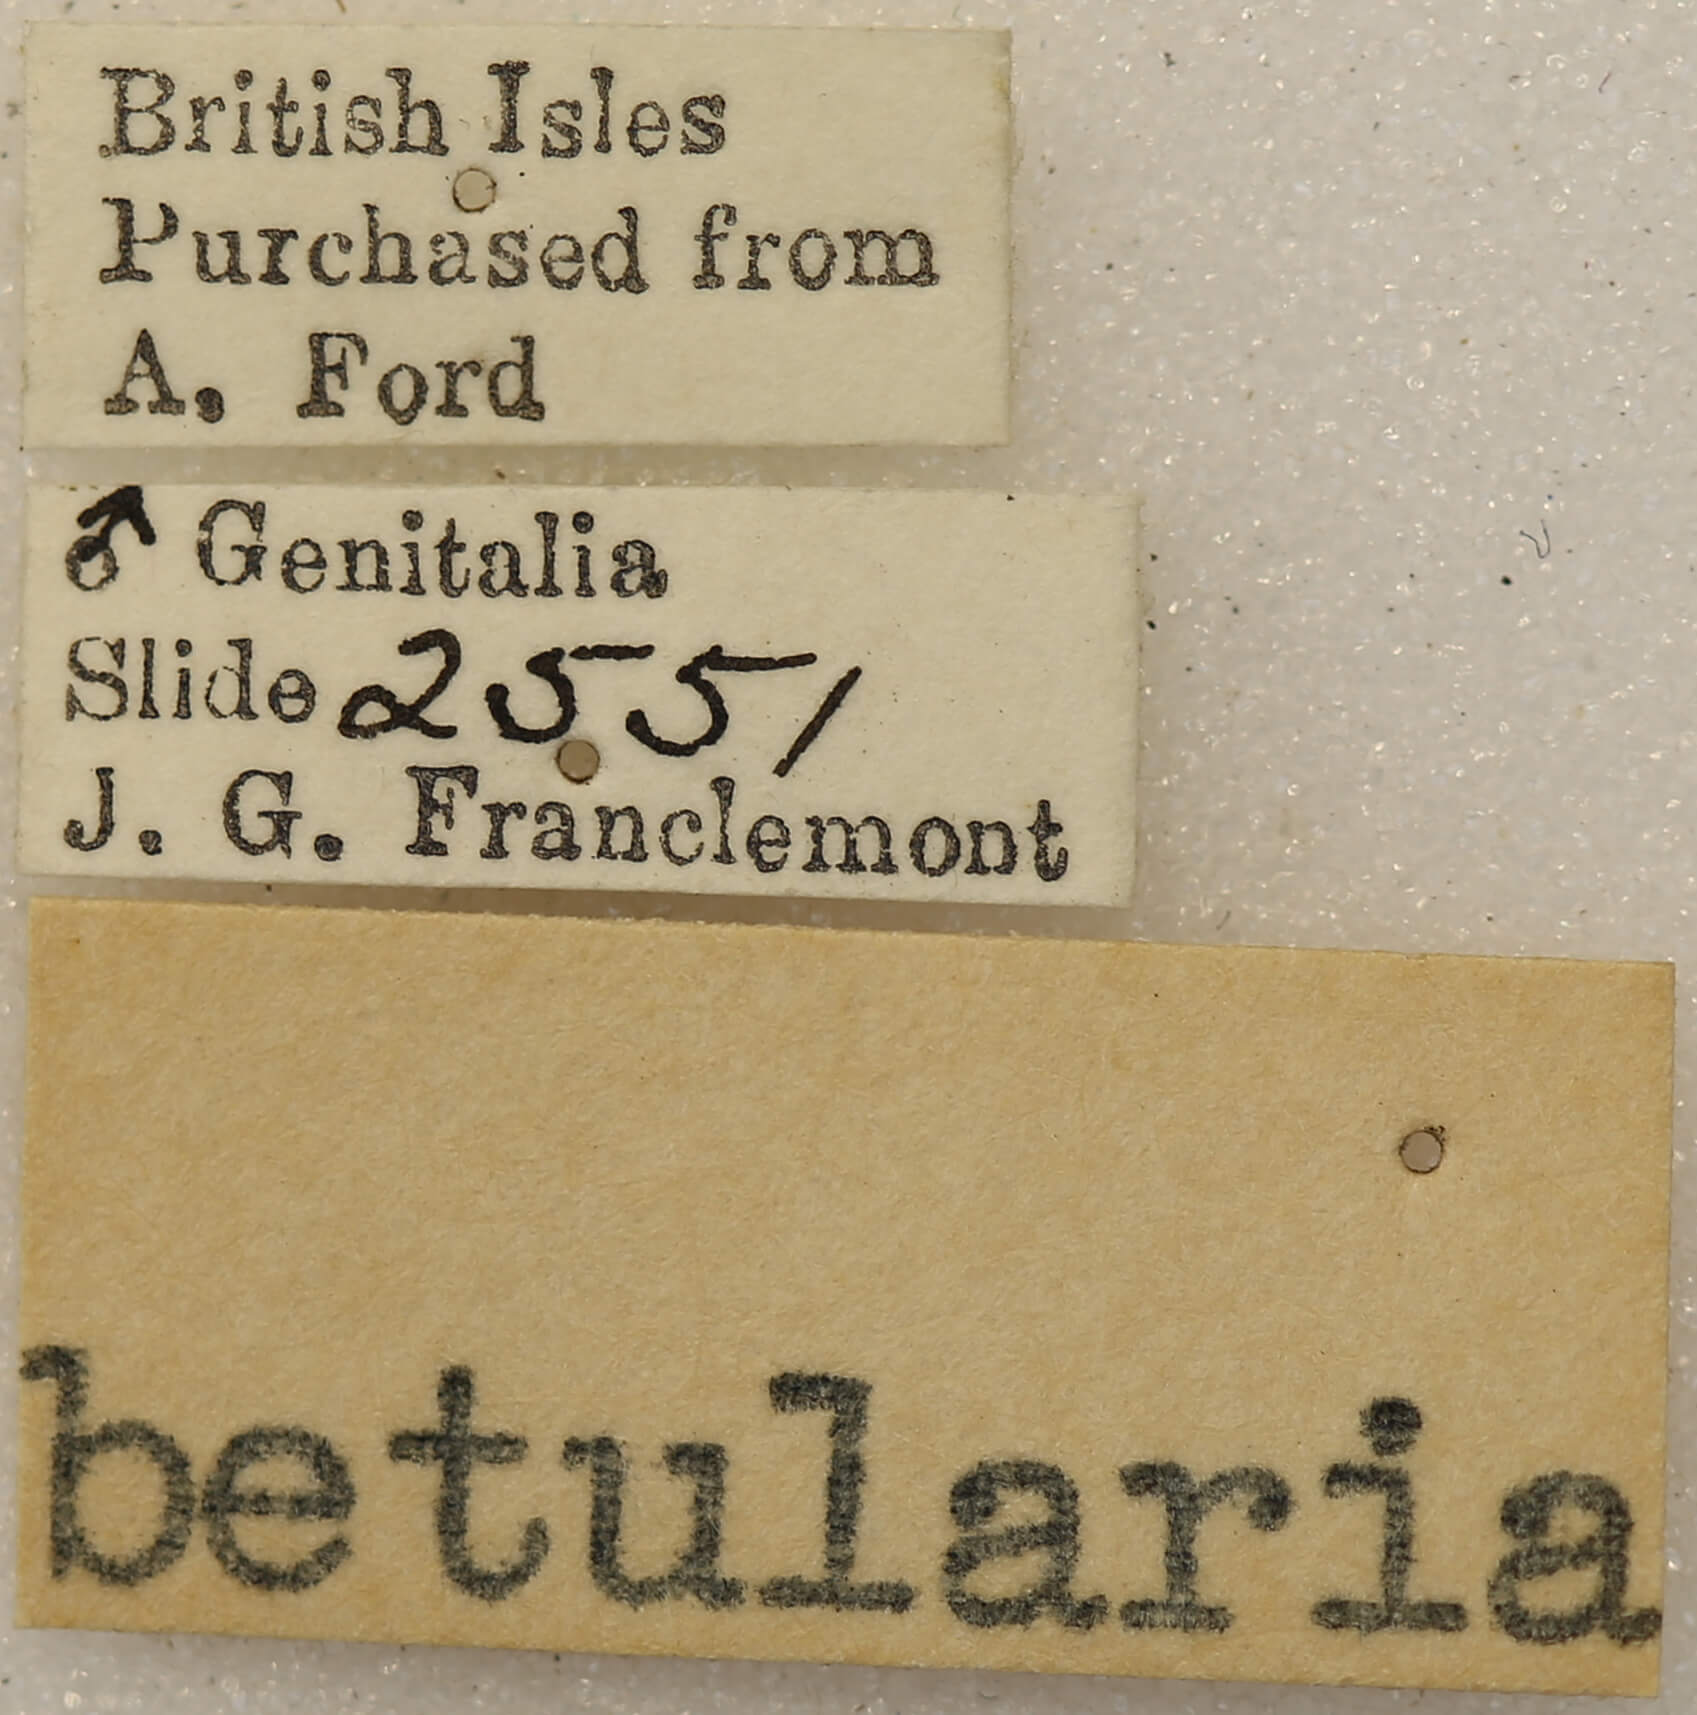 British Isles
Purchased from
A. Ford
♂ Genitalia
Slide 2551
J. G. Franclemont
betularia